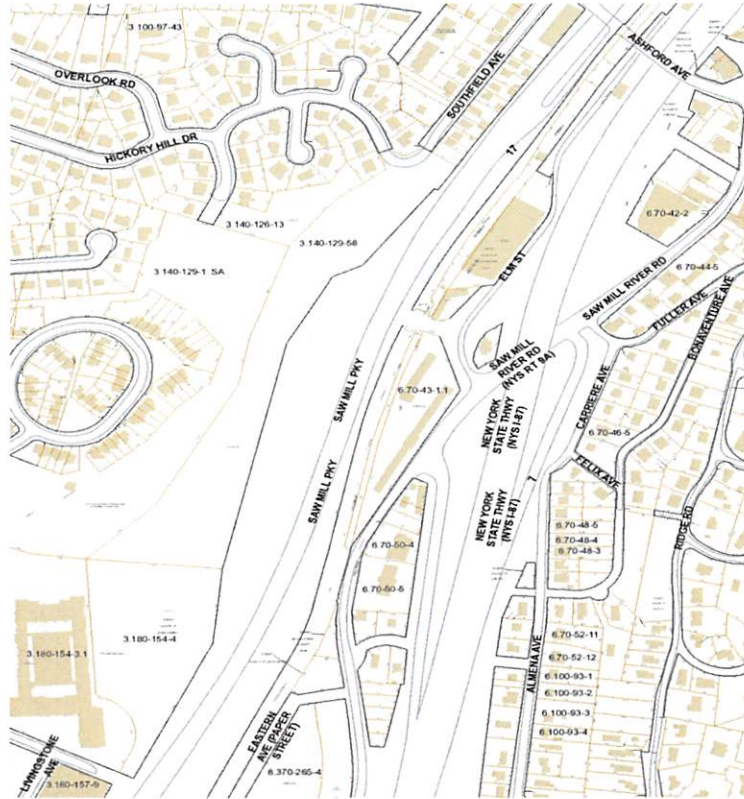 3.100-97-43
ASHFORD AVE
OVERLOOK RD
SOUTHFIELD AVE
HICKORY HILL DR
17
6.70-42-2
3.140-126-13
3.140-129-58
3.140-129-1 SA
ELM ST
SAW MILL RIVER RD
6.70-44-5
FULLER AVE
BONAVENTURE AVE
SAW MILL
RIVER RD
(NYS RT 9A)
SAW MILL PKY
6.70-43-1.1
CARRIERE AVE
NEW YORK
STATE THWY
(NYS I-87)
6.70-46-5
FELIX AVE
SAW MILL PKY
7
NEW YORK
STATE THWY
(NYS I-87)
6.70-48-5
6.70-48-4
6.70-48-3
RIDGE RD
6.70-50-4
6.70-50-5
3.180-154-4
3.180-154-3.1
6.70-52-11
6.70-52-12
6.100-93-1
6.100-93-2
6.100-93-3
6.100-93-4
ALMENA AVE
EASTERN
AVE (PAPER
STREET)
8.370-265-4
LIVINGSTONE
AVE
3.180-157-9